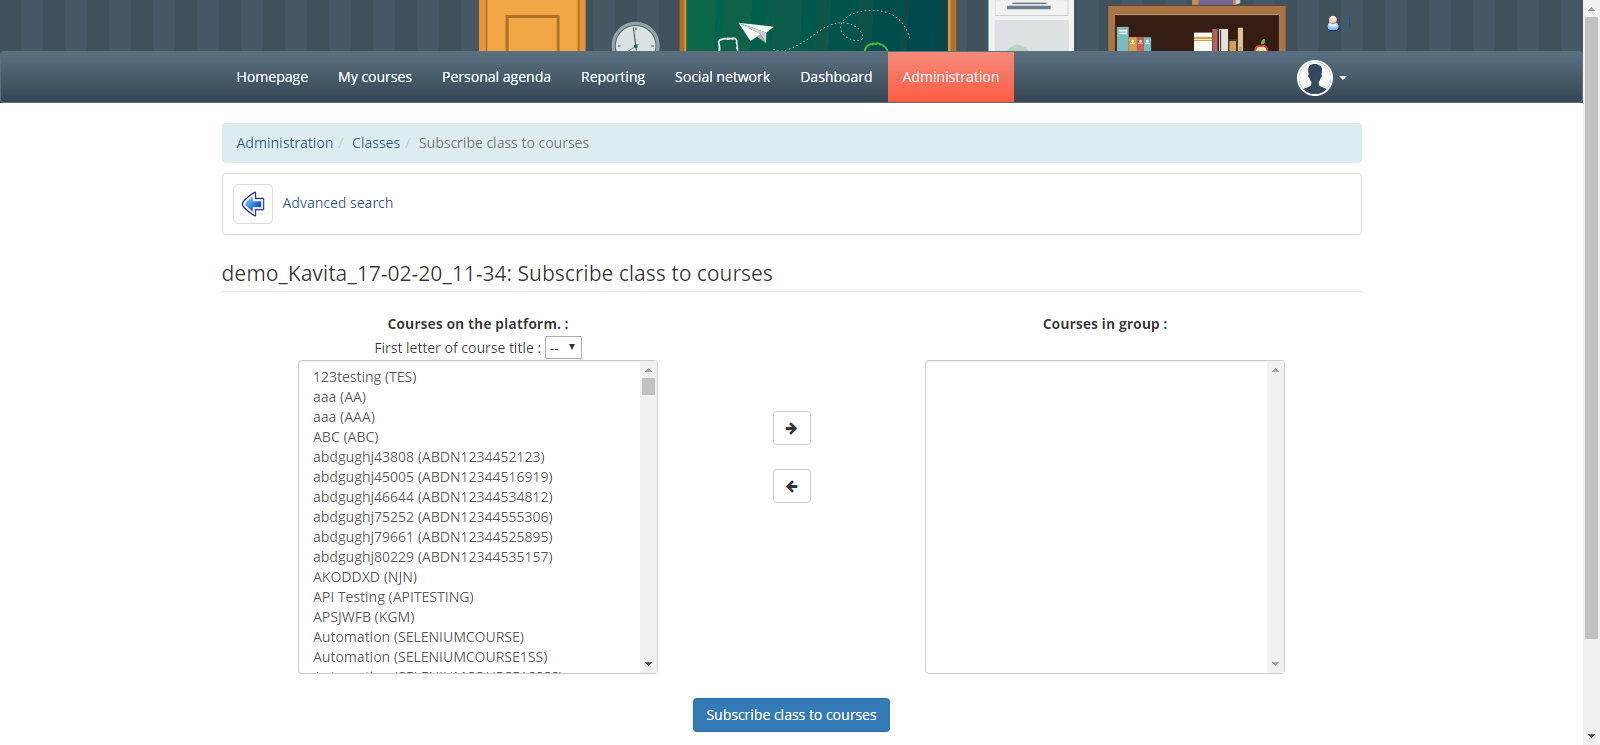 Homepage My courses Personal agenda Reporting Social network Dashboard Administration
Administration / Classes / Subscribe class to courses
Advanced search
demo_Kavita_17-02-20_11-34: Subscribe class to courses
Courses on the platform. :
First letter of course title : --
123testing (TES)
aaa (AA)
aaa (AAA)
ABC (ABC)
abdgughj43808 (ABDN1234452123)
abdgughj45005 (ABDN12344516919)
abdgughj46644 (ABDN12344534812)
abdgughj75252 (ABDN12344555306)
abdgughj79661 (ABDN12344525895)
abdgughj80229 (ABDN12344535157)
AKODDXD (NJN)
API Testing (APITESTING)
APSJWFB (KGM)
Automation (SELENIUMCOURSE)
Automation (SELENIUMCOURSE1SS)
Courses in group :
Subscribe class to courses